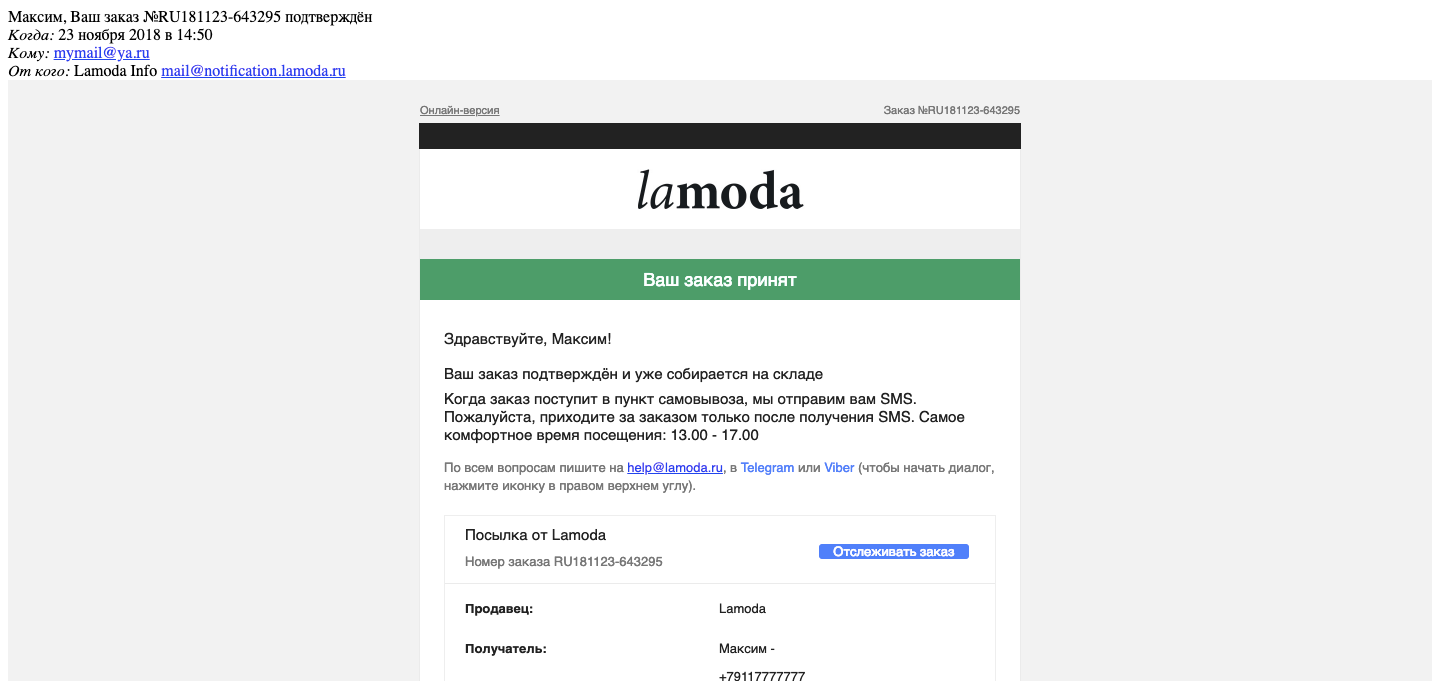 Максим, Ваш заказ №RU181123-643295 подтверждён
Когда: 23 ноября 2018 в 14:50
Кому: mymail@ya.ru
От кого: Lamoda Info mail@notification.lamoda.ru
Онлайн-версия
Заказ №RU181123-643295
lamoda
Ваш заказ принят
Здравствуйте, Максим!
Ваш заказ подтверждён и уже собирается на складе
Когда заказ поступит в пункт самовывоза, мы отправим вам SMS.
Пожалуйста, приходите за заказом только после получения SMS. Самое
комфортное время посещения: 13.00 - 17.00
По всем вопросам пишите на help@lamoda.ru, в Telegram или Viber (чтобы начать диалог,
нажмите иконку в правом верхнем углу).
Посылка от Lamoda
Номер заказа RU181123-643295
Отслеживать заказ
Продавец: Lamoda
Получатель: Максим -
+79117777777